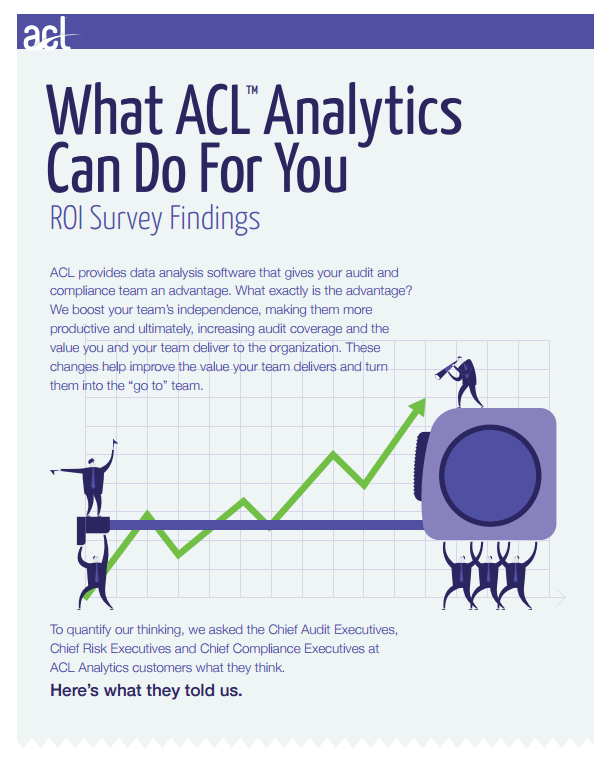 acl
What ACL™ Analytics
Can Do For You
ROI Survey Findings
ACL provides data analysis software that gives your audit and
compliance team an advantage. What exactly is the advantage?
We boost your team’s independence, making them more
productive and ultimately, increasing audit coverage and the
value you and your team deliver to the organization. These
changes help improve the value your team delivers and turn
them into the “go to” team.
To quantify our thinking, we asked the Chief Audit Executives,
Chief Risk Executives and Chief Compliance Executives at
ACL Analytics customers what they think.
Here’s what they told us.